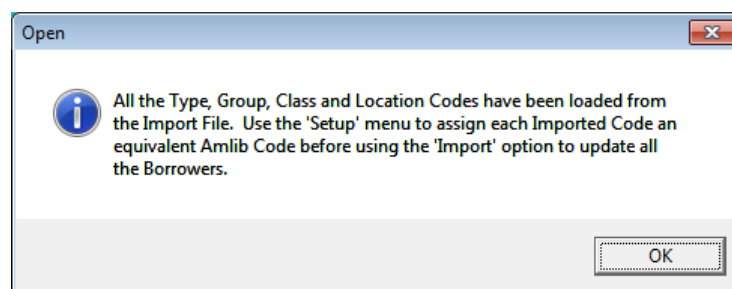 Open
All the Type, Group, Class and Location Codes have been loaded from
the Import File.  Use the 'Setup' menu to assign each Imported Code an
equivalent Amlib Code before using the 'Import' option to update all
the Borrowers.
OK